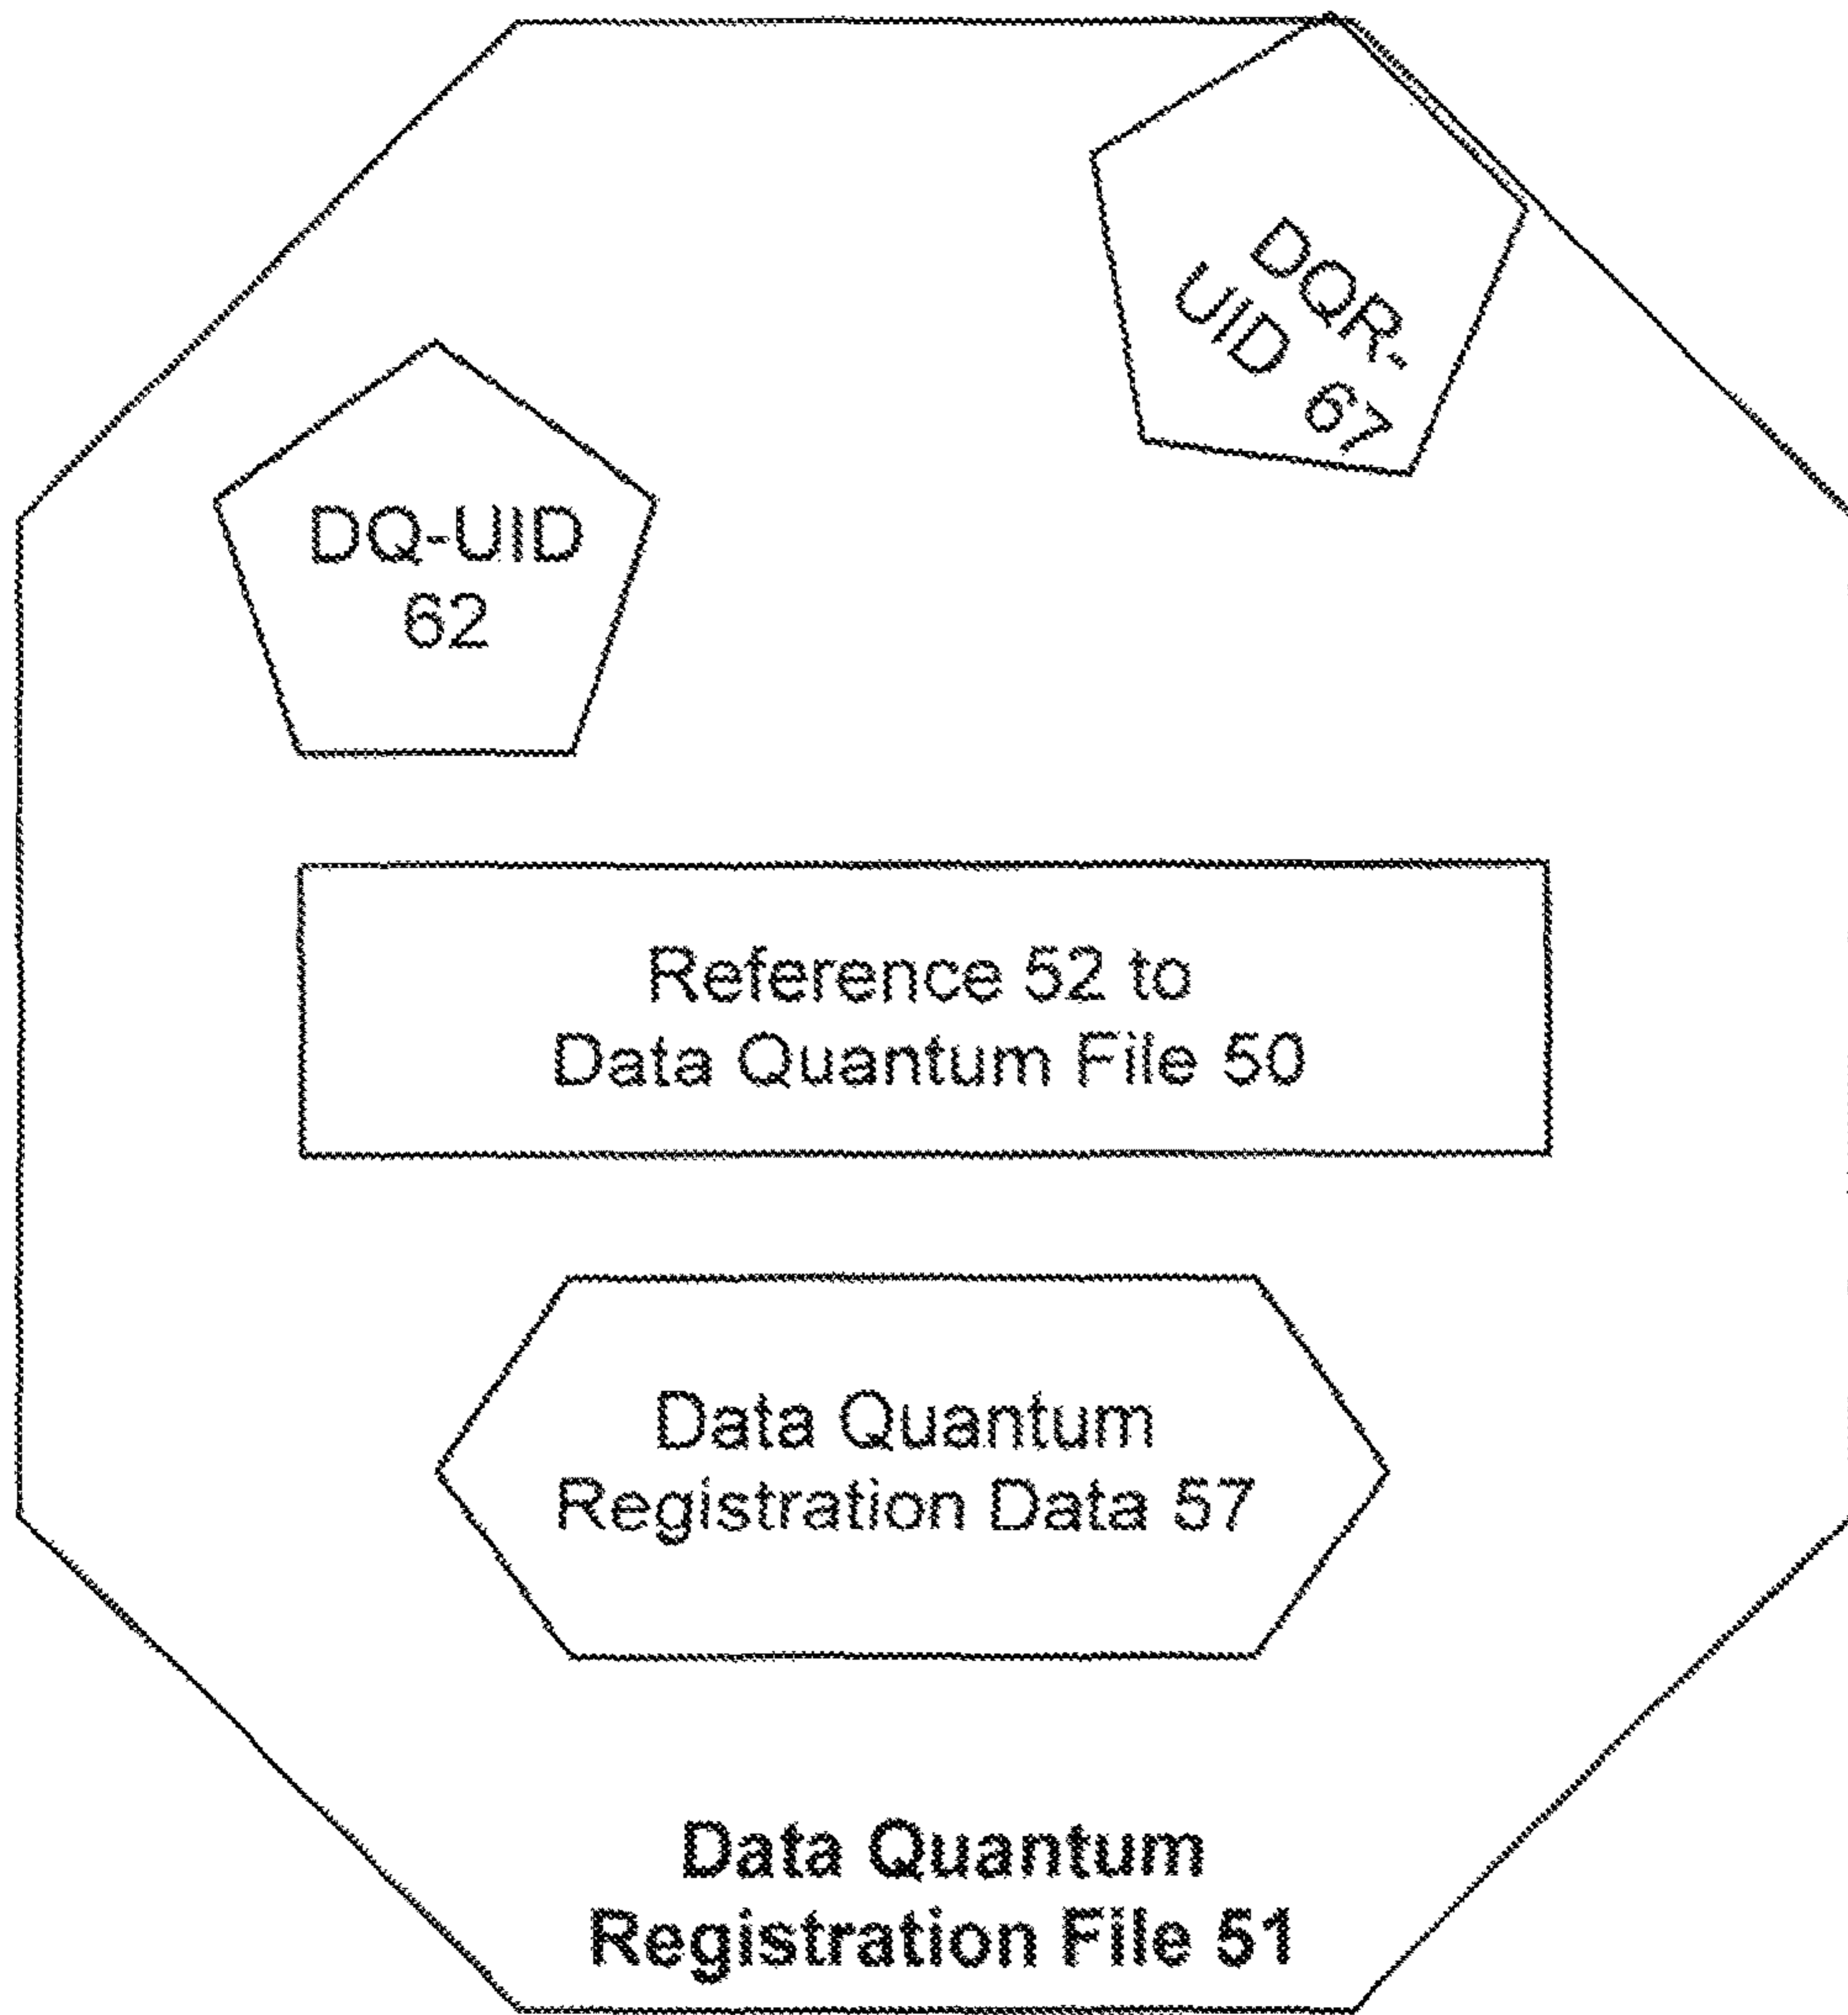 DQR-
UID 67
DQ-UID
62
Reference 52 to
Data Quantum File 50
Data Quantum
Registration Data 57
Data Quantum
Registration File 51